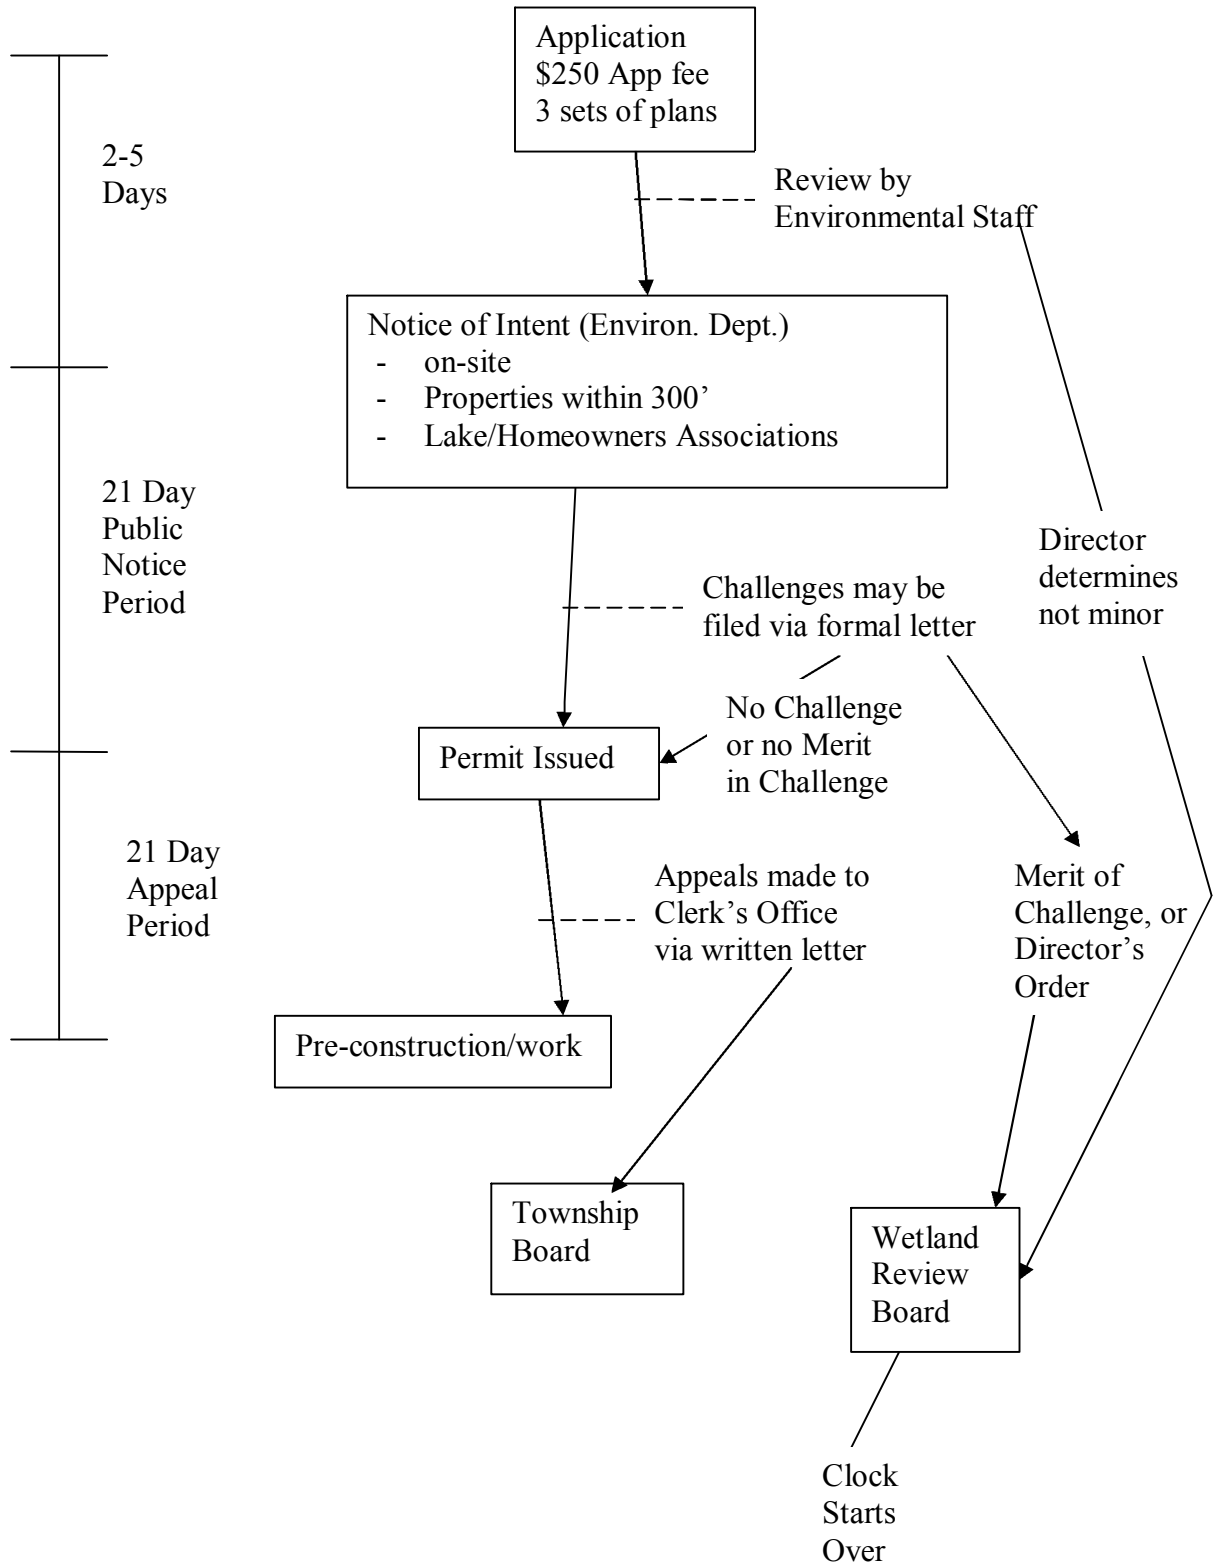 Application
$250 App fee
3 sets of plans
2-5
Days
Review by
Environmental Staff
Notice of Intent (Environ. Dept.)
- on-site
- Properties within 300’
- Lake/Homeowners Associations
21 Day
Public
Notice
Period
Director
determines
not minor
Challenges may be
filed via formal letter
No Challenge
or no Merit
in Challenge
Permit Issued
21 Day
Appeal
Period
Appeals made to
Clerk’s Office
via written letter
Merit of
Challenge, or
Director’s
Order
Pre-construction/work
Township
Board
Wetland
Review
Board
Clock
Starts
Over